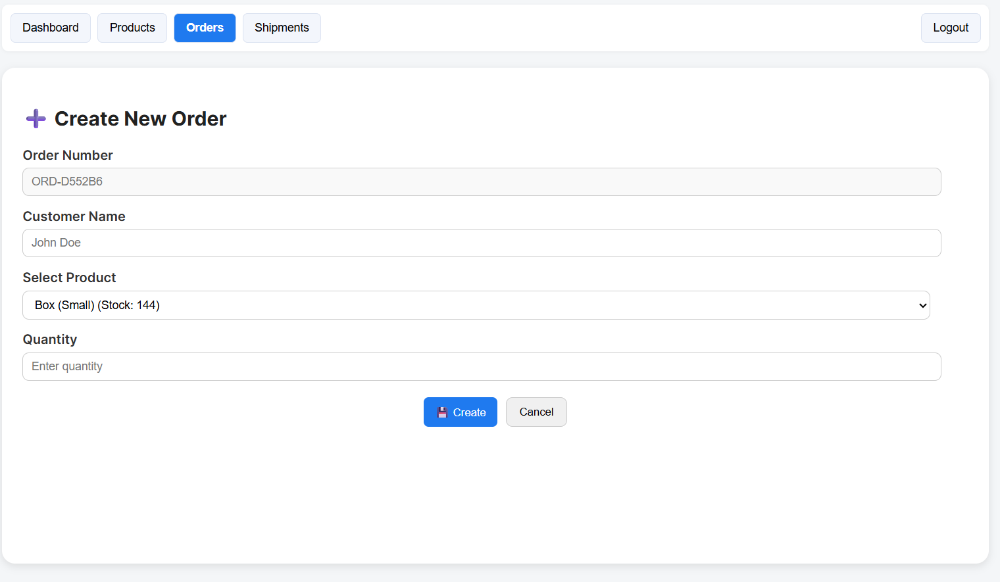 Dashboard Products Orders Shipments Logout
Create New Order
Order Number
ORD-D552B6
Customer Name
John Doe
Select Product
Box (Small) (Stock: 144)
Quantity
Enter quantity
Create Cancel